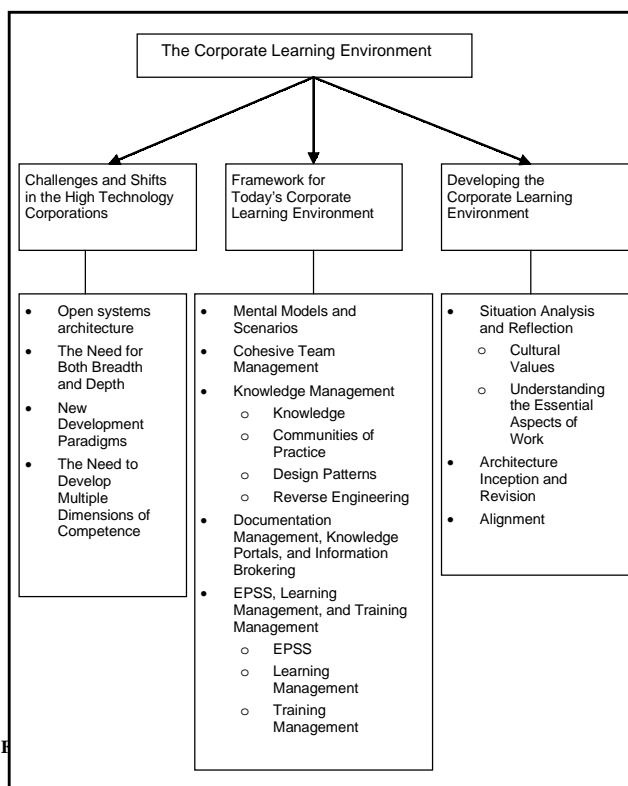 The Corporate Learning Environment
Challenges and Shifts
in the High Technology
Corporations
Framework for
Today's Corporate
Learning Environment
Developing the
Corporate Learning
Environment
• Open systems
architecture
• The Need for
Both Breadth
and Depth
• New
Development
Paradigms
• The Need to
Develop
Multiple
Dimensions of
Competence
• Mental Models and
Scenarios
• Cohesive Team
Management
• Knowledge Management
o Knowledge
o Communities of
Practice
o Design Patterns
o Reverse Engineering
• Documentation
Management, Knowledge
Portals, and Information
Brokering
• EPSS, Learning
Management, and Training
Management
o EPSS
o Learning
Management
o Training
Management
• Situation Analysis
and Reflection
o Cultural
Values
o Understanding
the Essential
Aspects of
Work
• Architecture
Inception and
Revision
• Alignment